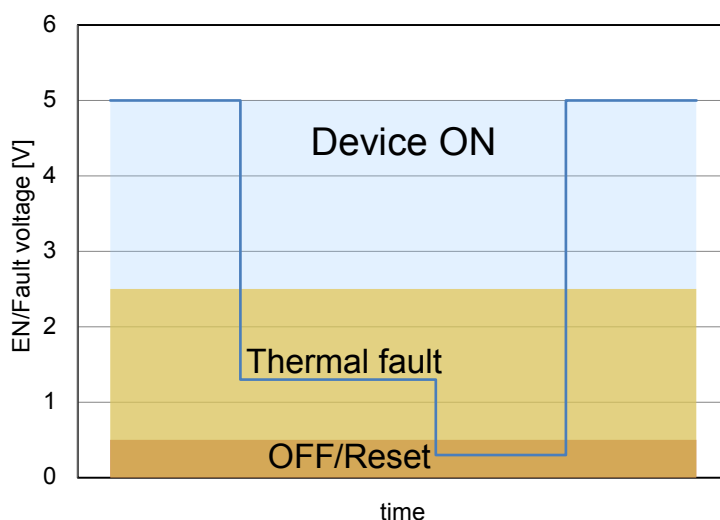 6
5
4
3
2
1
0
EN/Fault voltage [V]
Device ON
Thermal fault
OFF/Reset
time